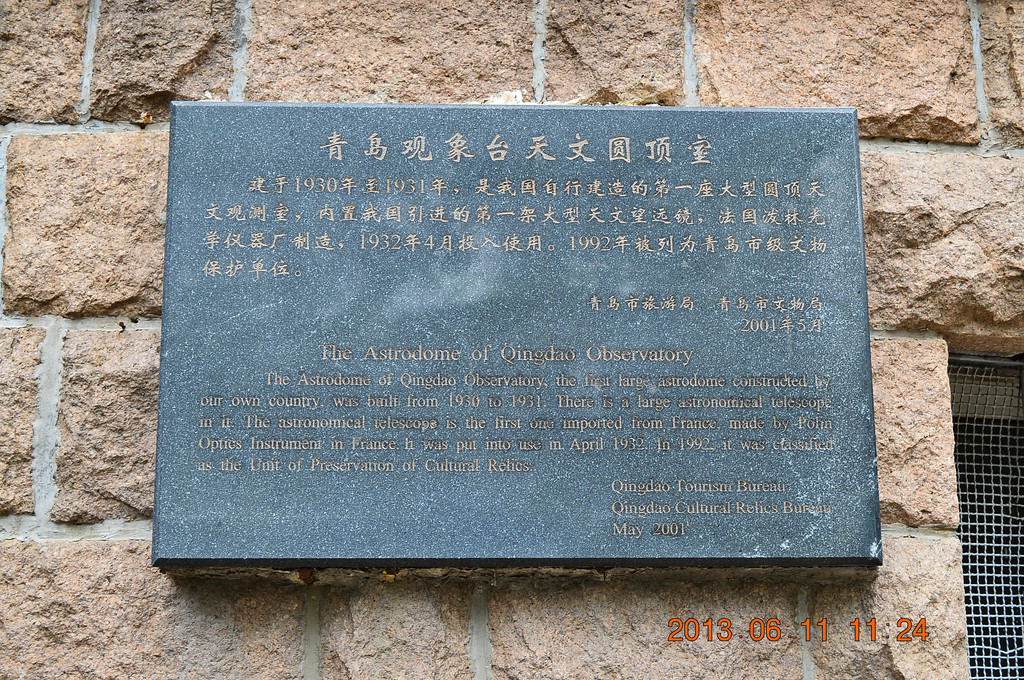 青岛观象台天文圆顶室
建于1930年至1931年，是我国自行建造的第一座大型圆顶天
文观测室，内置我国引进的第一架大型天文望远镜，法国泼林光
学仪器厂制造，1932年4月投入使用。1992年被列为青岛市级文物
保护单位。
青岛市旅游局 青岛市文物局
2001年5月
The Astrodome of Qingdao Observatory
The Astrodome of Qingdao Observatory, the first large astrodome constructed by
our own country, was built from 1930 to 1931. There is a large astronomical telescope
in it. The astronomical telescope is the first one imported from France, made by Polin
Optics Instrument in France. It was put into use in April 1932. In 1992, it was classified
as the Unit of Preservation of Cultural Relics.
Qingdao Tourism Bureau
Qingdao Cultural Relics Bureau
May 2001
2013 06 11 11 24